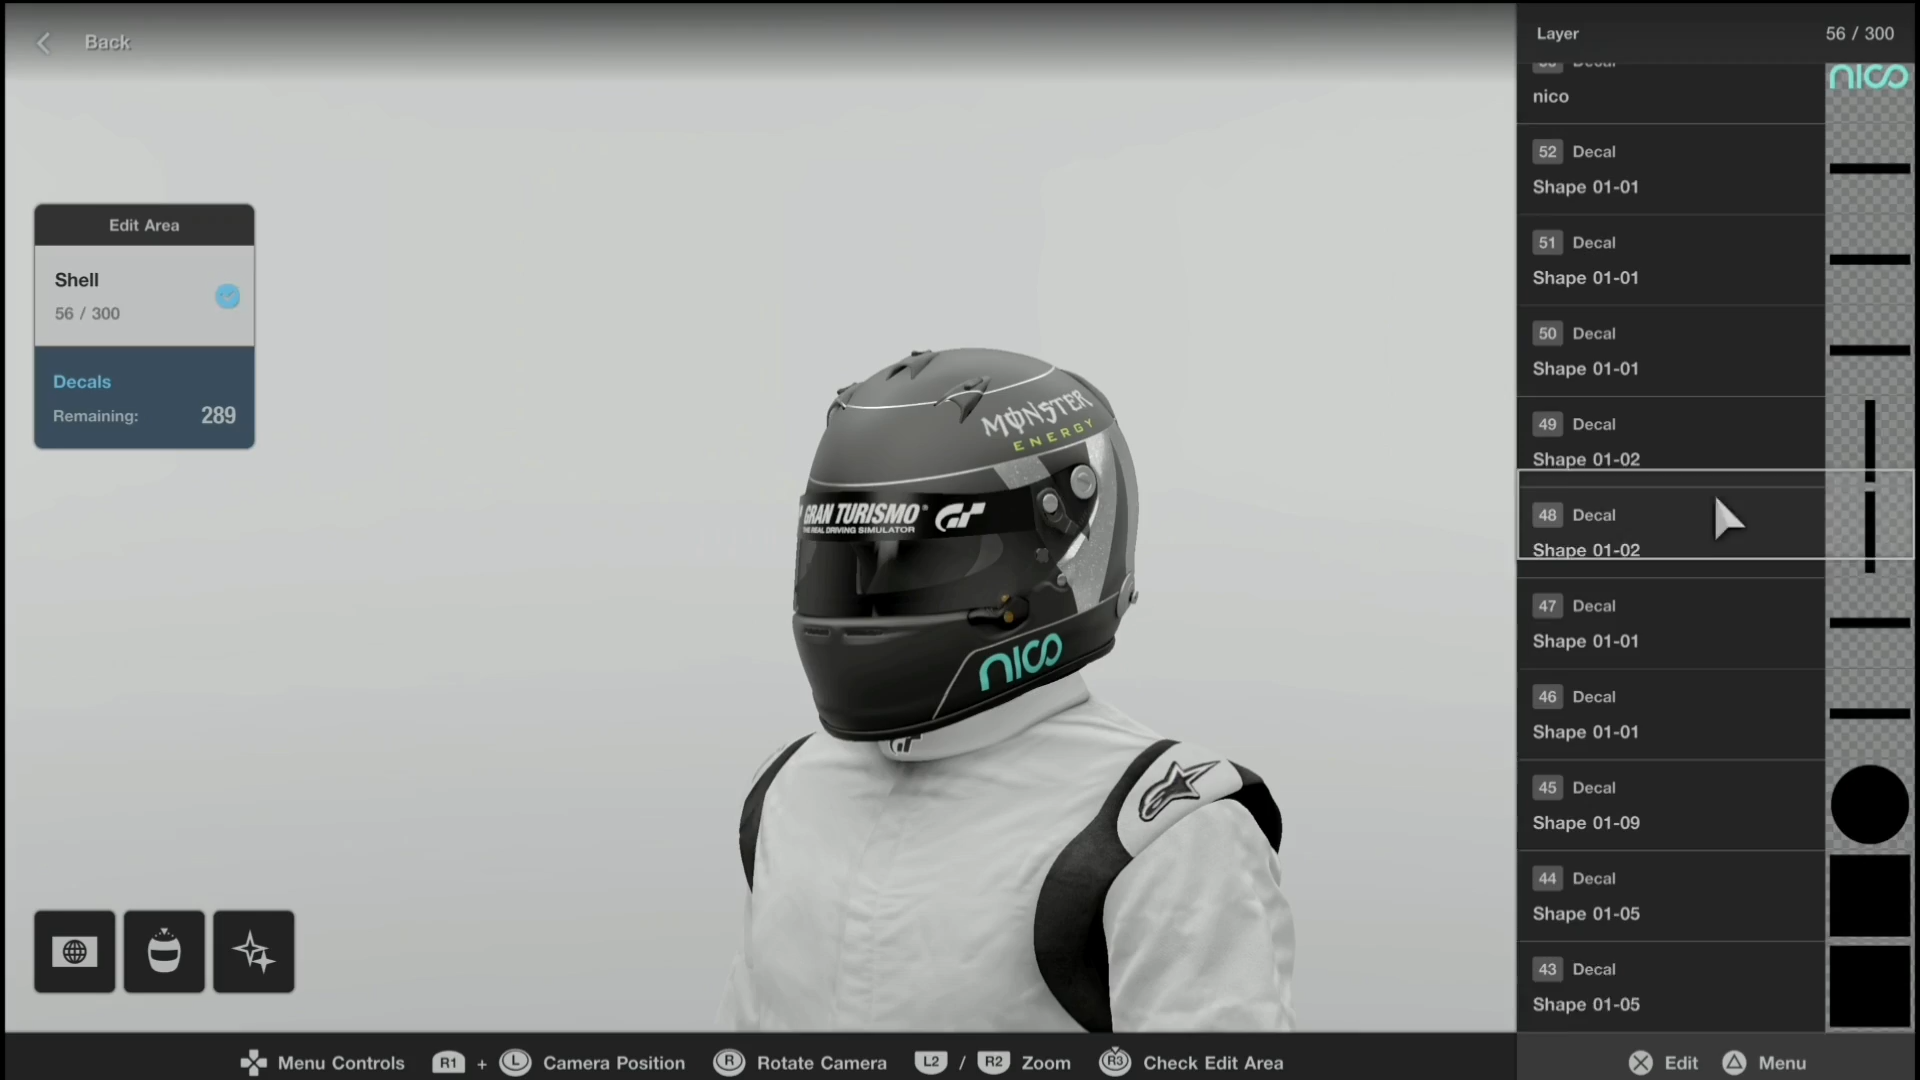 Back
Layer
56 / 300
nico
nico
52 Decal
Shape 01-01
51 Decal
Shape 01-01
50 Decal
Shape 01-01
49 Decal
Shape 01-02
48 Decal
Shape 01-02
47 Decal
Shape 01-01
46 Decal
Shape 01-01
45 Decal
Shape 01-09
44 Decal
Shape 01-05
43 Decal
Shape 01-05
Edit Area
Shell
56 / 300
Decals
Remaining: 289
MONSTER
ENERGY
GRAN TURISMO® GT
THE REAL DRIVING SIMULATOR
nico
GT
Menu Controls
R1 + L Camera Position
R Rotate Camera
L2 / R2 Zoom
R3 Check Edit Area
Edit
Menu